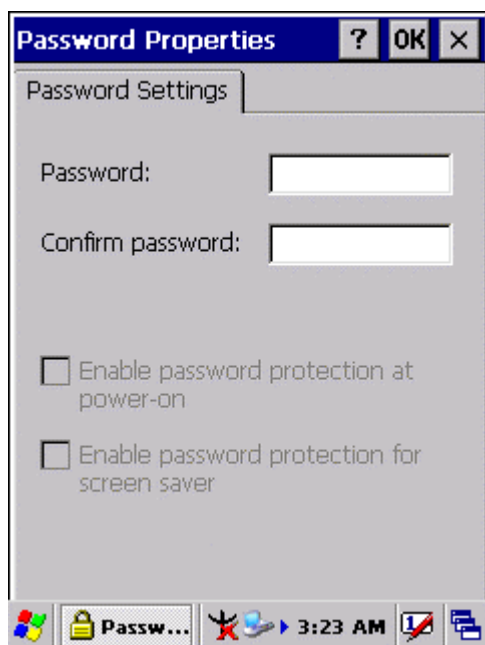 Password Properties ? OK ×
Password Settings
Password:
Confirm password:
Enable password protection at
power-on
Enable password protection for
screen saver
Passw... 3:23 AM